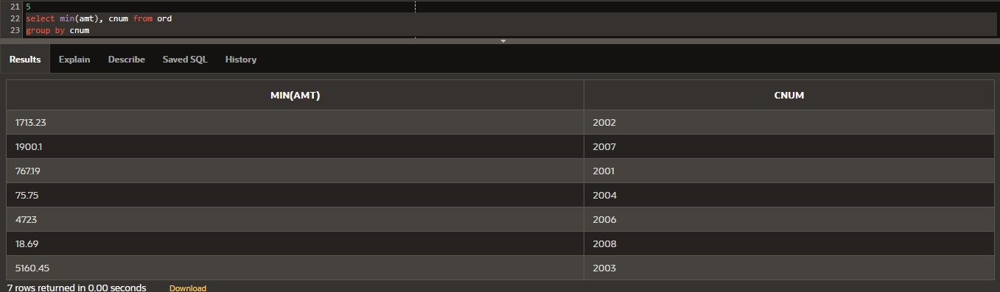 21 5
22 select min(amt), cnum from ord
23 group by cnum
Results Explain Describe Saved SQL History
MIN(AMT) CNUM
1713.23 2002
1900.1 2007
767.19 2001
75.75 2004
4723 2006
18.69 2008
5160.45 2003
7 rows returned in 0.00 seconds Download